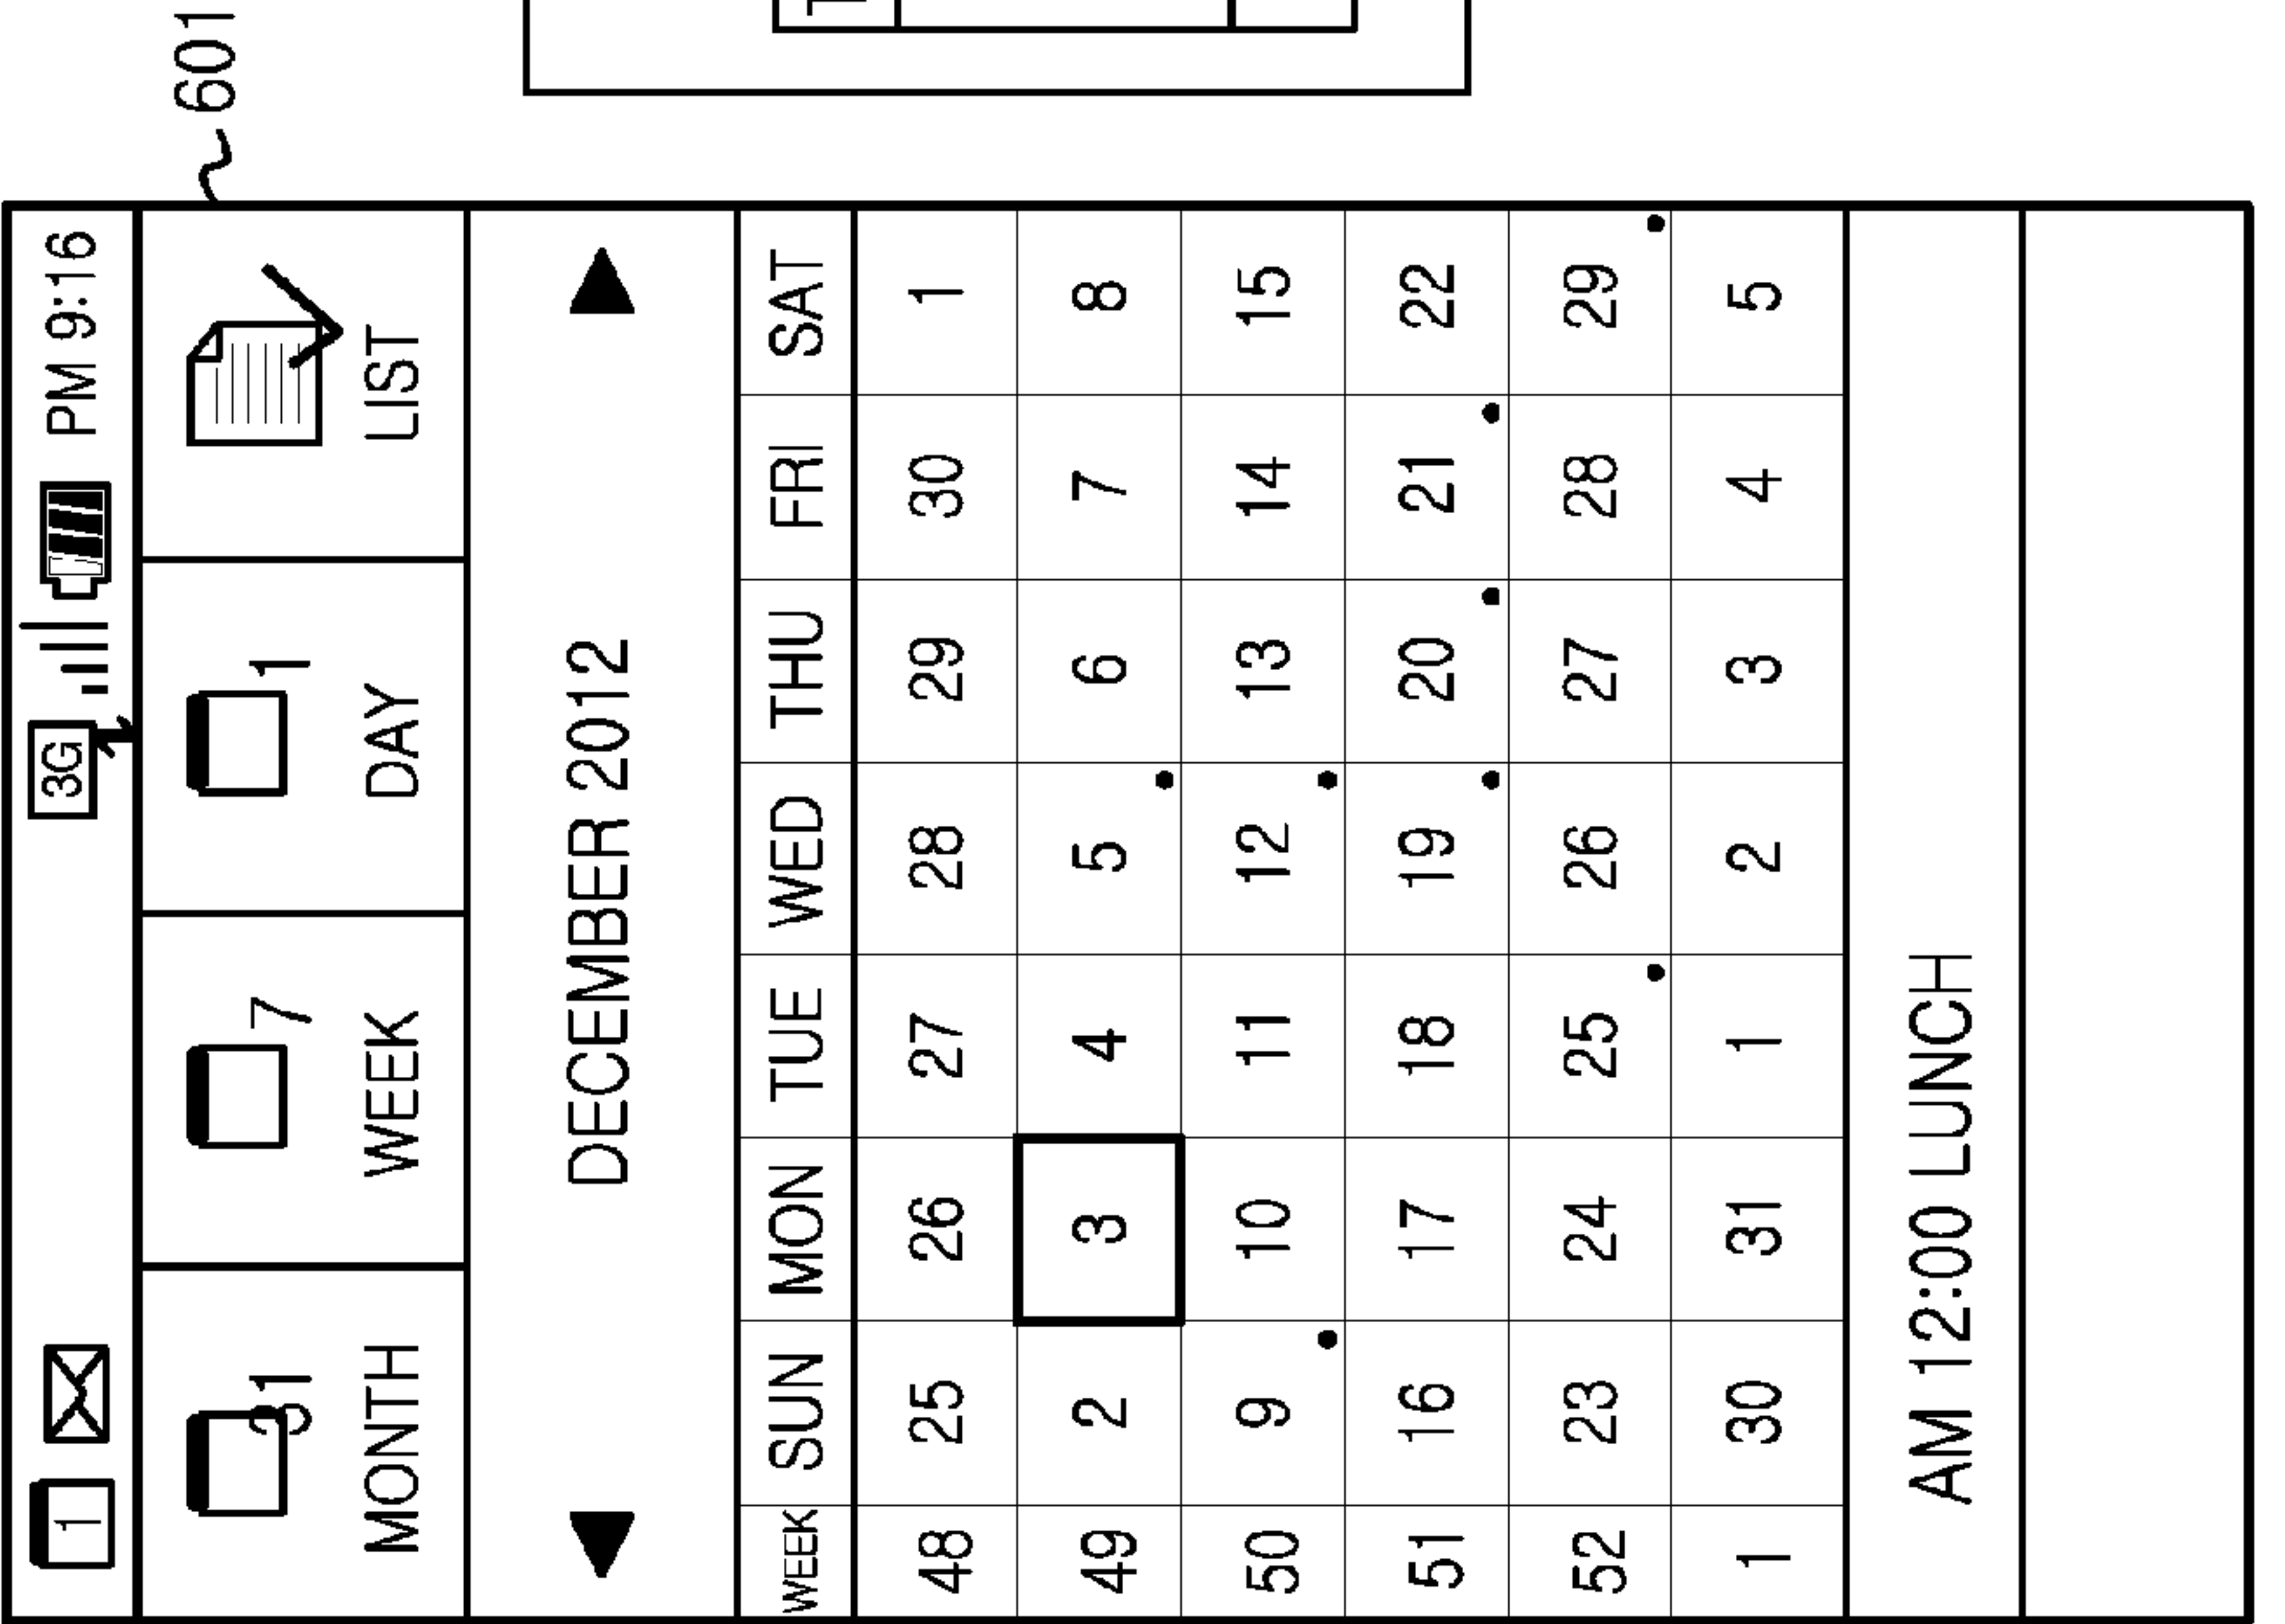 601
1 3G PM 9:16
31 7 1
MONTH WEEK DAY LIST
DECEMBER 2012
WEEK SUN MON TUE WED THU FRI SAT
48 25 26 27 28 29 30 1
49 2 3 4 5 6 7 8
50 9 10 11 12 13 14 15
51 16 17 18 19 20 21 22
52 23 24 25 26 27 28 29
1 30 31 1 2 3 4 5
AM 12:00 LUNCH